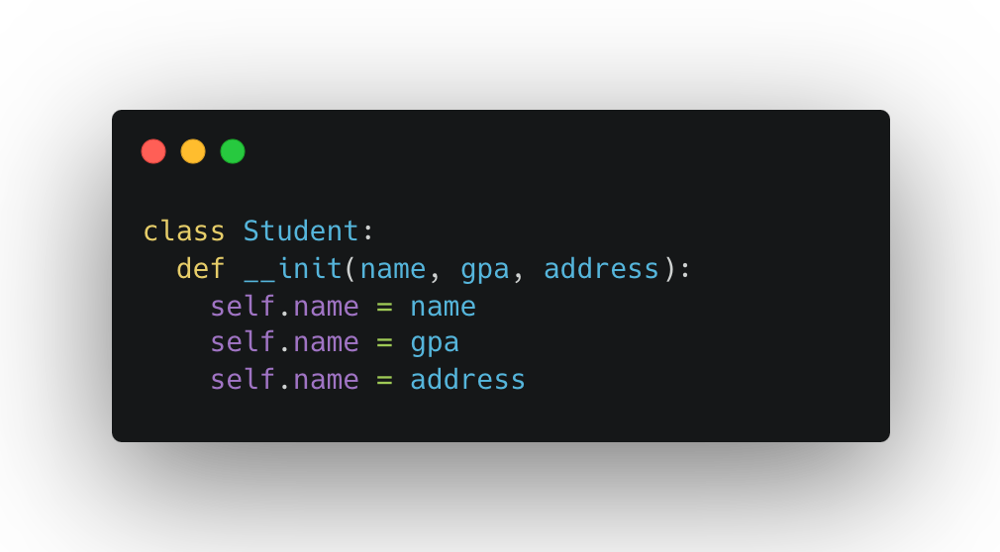 class Student:
  def __init(name, gpa, address):
    self.name = name
    self.name = gpa
    self.name = address